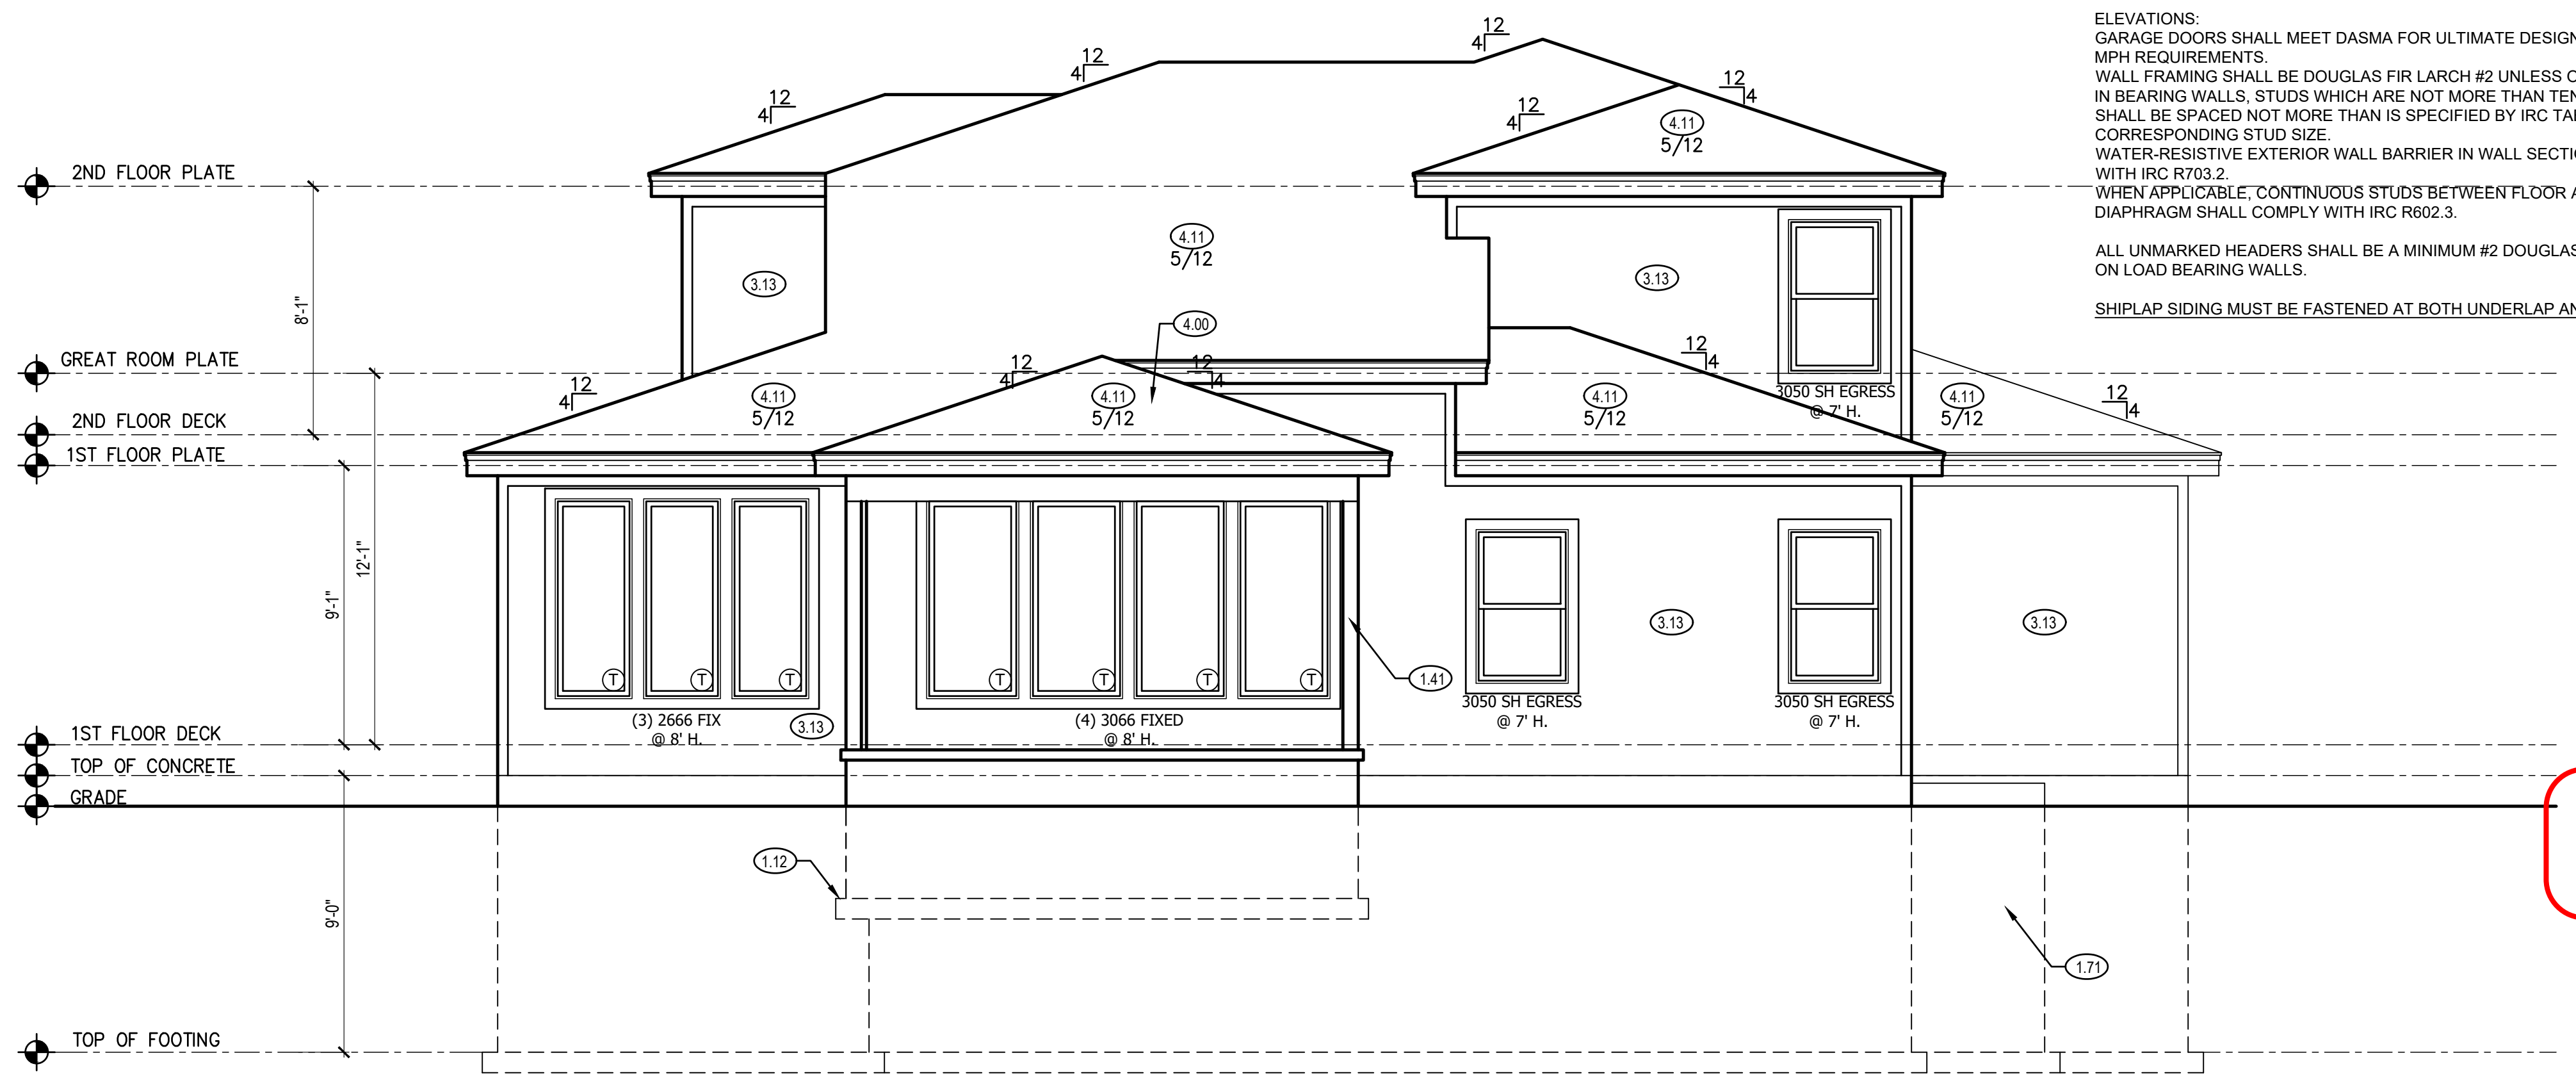 ELEVATIONS:
GARAGE DOORS SHALL MEET DASMA FOR ULTIMATE DESIGN
MPH REQUIREMENTS.
WALL FRAMING SHALL BE DOUGLAS FIR LARCH #2 UNLESS
IN BEARING WALLS, STUDS WHICH ARE NOT MORE THAN TEN
SHALL BE SPACED NOT MORE THAN IS SPECIFIED BY IRC
CORRESPONDING STUD SIZE.
WATER-RESISTIVE EXTERIOR WALL BARRIER IN WALL
WITH IRC R703.2.
WHEN APPLICABLE, CONTINUOUS STUDS BETWEEN FLOOR
DIAPHRAGM SHALL COMPLY WITH IRC R602.3.
ALL UNMARKED HEADERS SHALL BE A MINIMUM #2 DOUGLAS
ON LOAD BEARING WALLS.
SHIPLAP SIDING MUST BE FASTENED AT BOTH UNDERLAP
12
4
12
4
12
4
12
4
12
4
4.11
5/12
2ND FLOOR PLATE
4.11
5/12
3.13
3.13
8'-1"
4.00
GREAT ROOM PLATE
12
4
12
4
12
4
12
4
12
4
4.11
5/12
4.11
5/12
4.11
5/12
4.11
5/12
3050 SH EGRESS
@ 7' H.
2ND FLOOR DECK
1ST FLOOR PLATE
12'-1"
9'-1"
3.13
3.13
T
T
T
T
T
T
T
1.41
3050 SH EGRESS
@ 7' H.
3050 SH EGRESS
@ 7' H.
(3) 2666 FIX
@ 8' H.
3.13
(4) 3066 FIXED
@ 8' H.
1ST FLOOR DECK
TOP OF CONCRETE
GRADE
1.12
9'-0"
1.71
TOP OF FOOTING